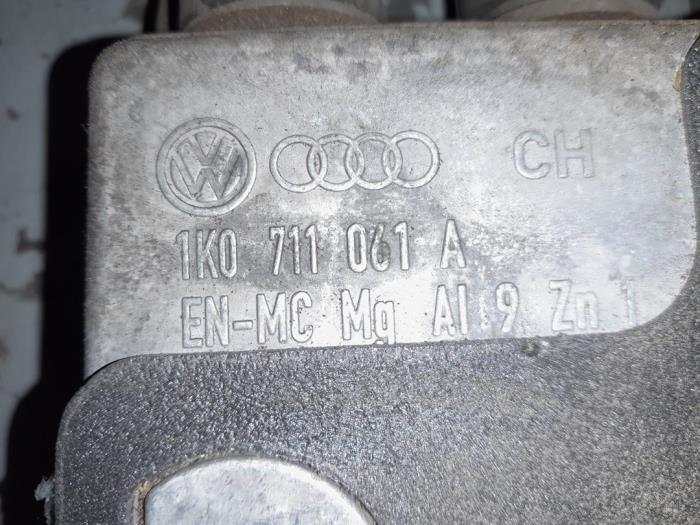 CH
1K0 711 061 A
EN-MC Mg Al 9 Zn 1